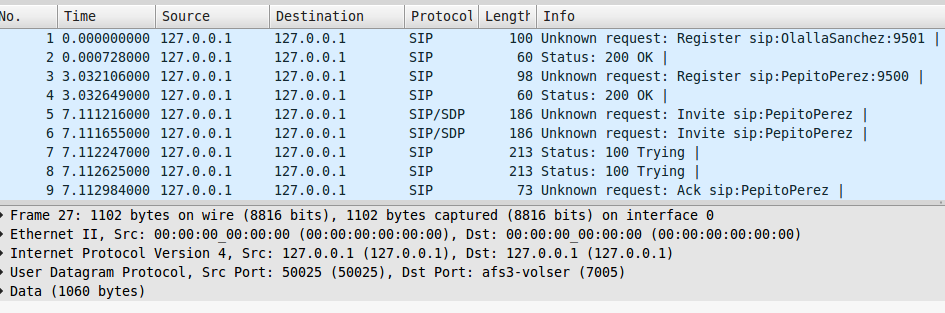 No. Time Source Destination Protocol Length Info
1 0.000000000 127.0.0.1 127.0.0.1 SIP 100 Unknown request: Register sip:OlallaSanchez:9501 |
2 0.000728000 127.0.0.1 127.0.0.1 SIP 60 Status: 200 OK |
3 3.032106000 127.0.0.1 127.0.0.1 SIP 98 Unknown request: Register sip:PepitoPerez:9500 |
4 3.032649000 127.0.0.1 127.0.0.1 SIP 60 Status: 200 OK |
5 7.111216000 127.0.0.1 127.0.0.1 SIP/SDP 186 Unknown request: Invite sip:PepitoPerez |
6 7.111655000 127.0.0.1 127.0.0.1 SIP/SDP 186 Unknown request: Invite sip:PepitoPerez |
7 7.112247000 127.0.0.1 127.0.0.1 SIP 213 Status: 100 Trying |
8 7.112625000 127.0.0.1 127.0.0.1 SIP 213 Status: 100 Trying |
9 7.112984000 127.0.0.1 127.0.0.1 SIP 73 Unknown request: Ack sip:PepitoPerez |
Frame 27: 1102 bytes on wire (8816 bits), 1102 bytes captured (8816 bits) on interface 0
Ethernet II, Src: 00:00:00_00:00:00 (00:00:00:00:00:00), Dst: 00:00:00_00:00:00 (00:00:00:00:00:00)
Internet Protocol Version 4, Src: 127.0.0.1 (127.0.0.1), Dst: 127.0.0.1 (127.0.0.1)
User Datagram Protocol, Src Port: 50025 (50025), Dst Port: afs3-volser (7005)
Data (1060 bytes)